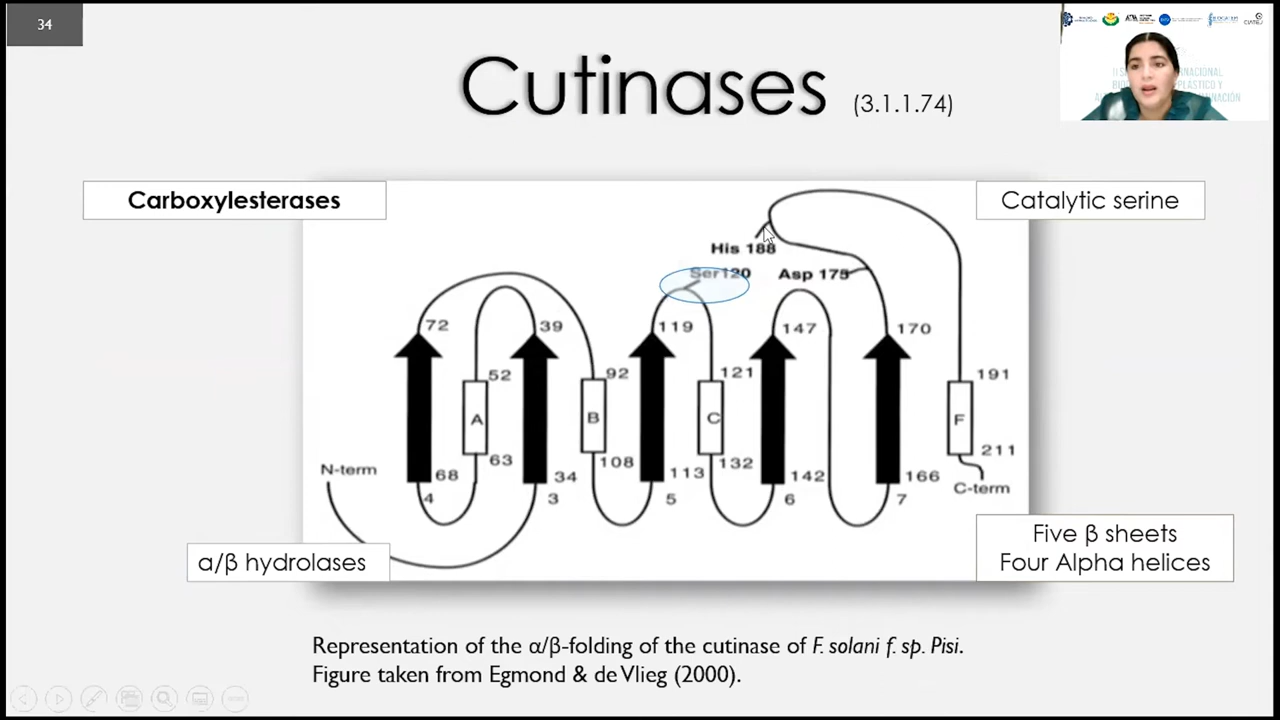 34
Cutinases (3.1.1.74)
Carboxylesterases
Catalytic serine
His 188
Ser120
Asp 175
72
39
119
147
170
52
92
121
191
A
B
C
F
63
108
132
211
N-term
68
34
113
142
166
C-term
4
3
5
6
7
α/β hydrolases
Five β sheets
Four Alpha helices
Representation of the α/β-folding of the cutinase of F. solani f. sp. Pisi.
Figure taken from Egmond & de Vlieg (2000).